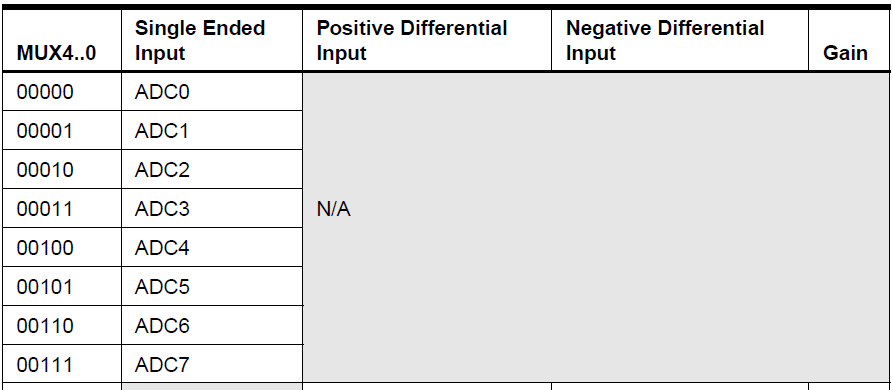 MUX4..0 Single Ended Input Positive Differential Input Negative Differential Input Gain
00000 ADC0
00001 ADC1
00010 ADC2
00011 ADC3 N/A
00100 ADC4
00101 ADC5
00110 ADC6
00111 ADC7